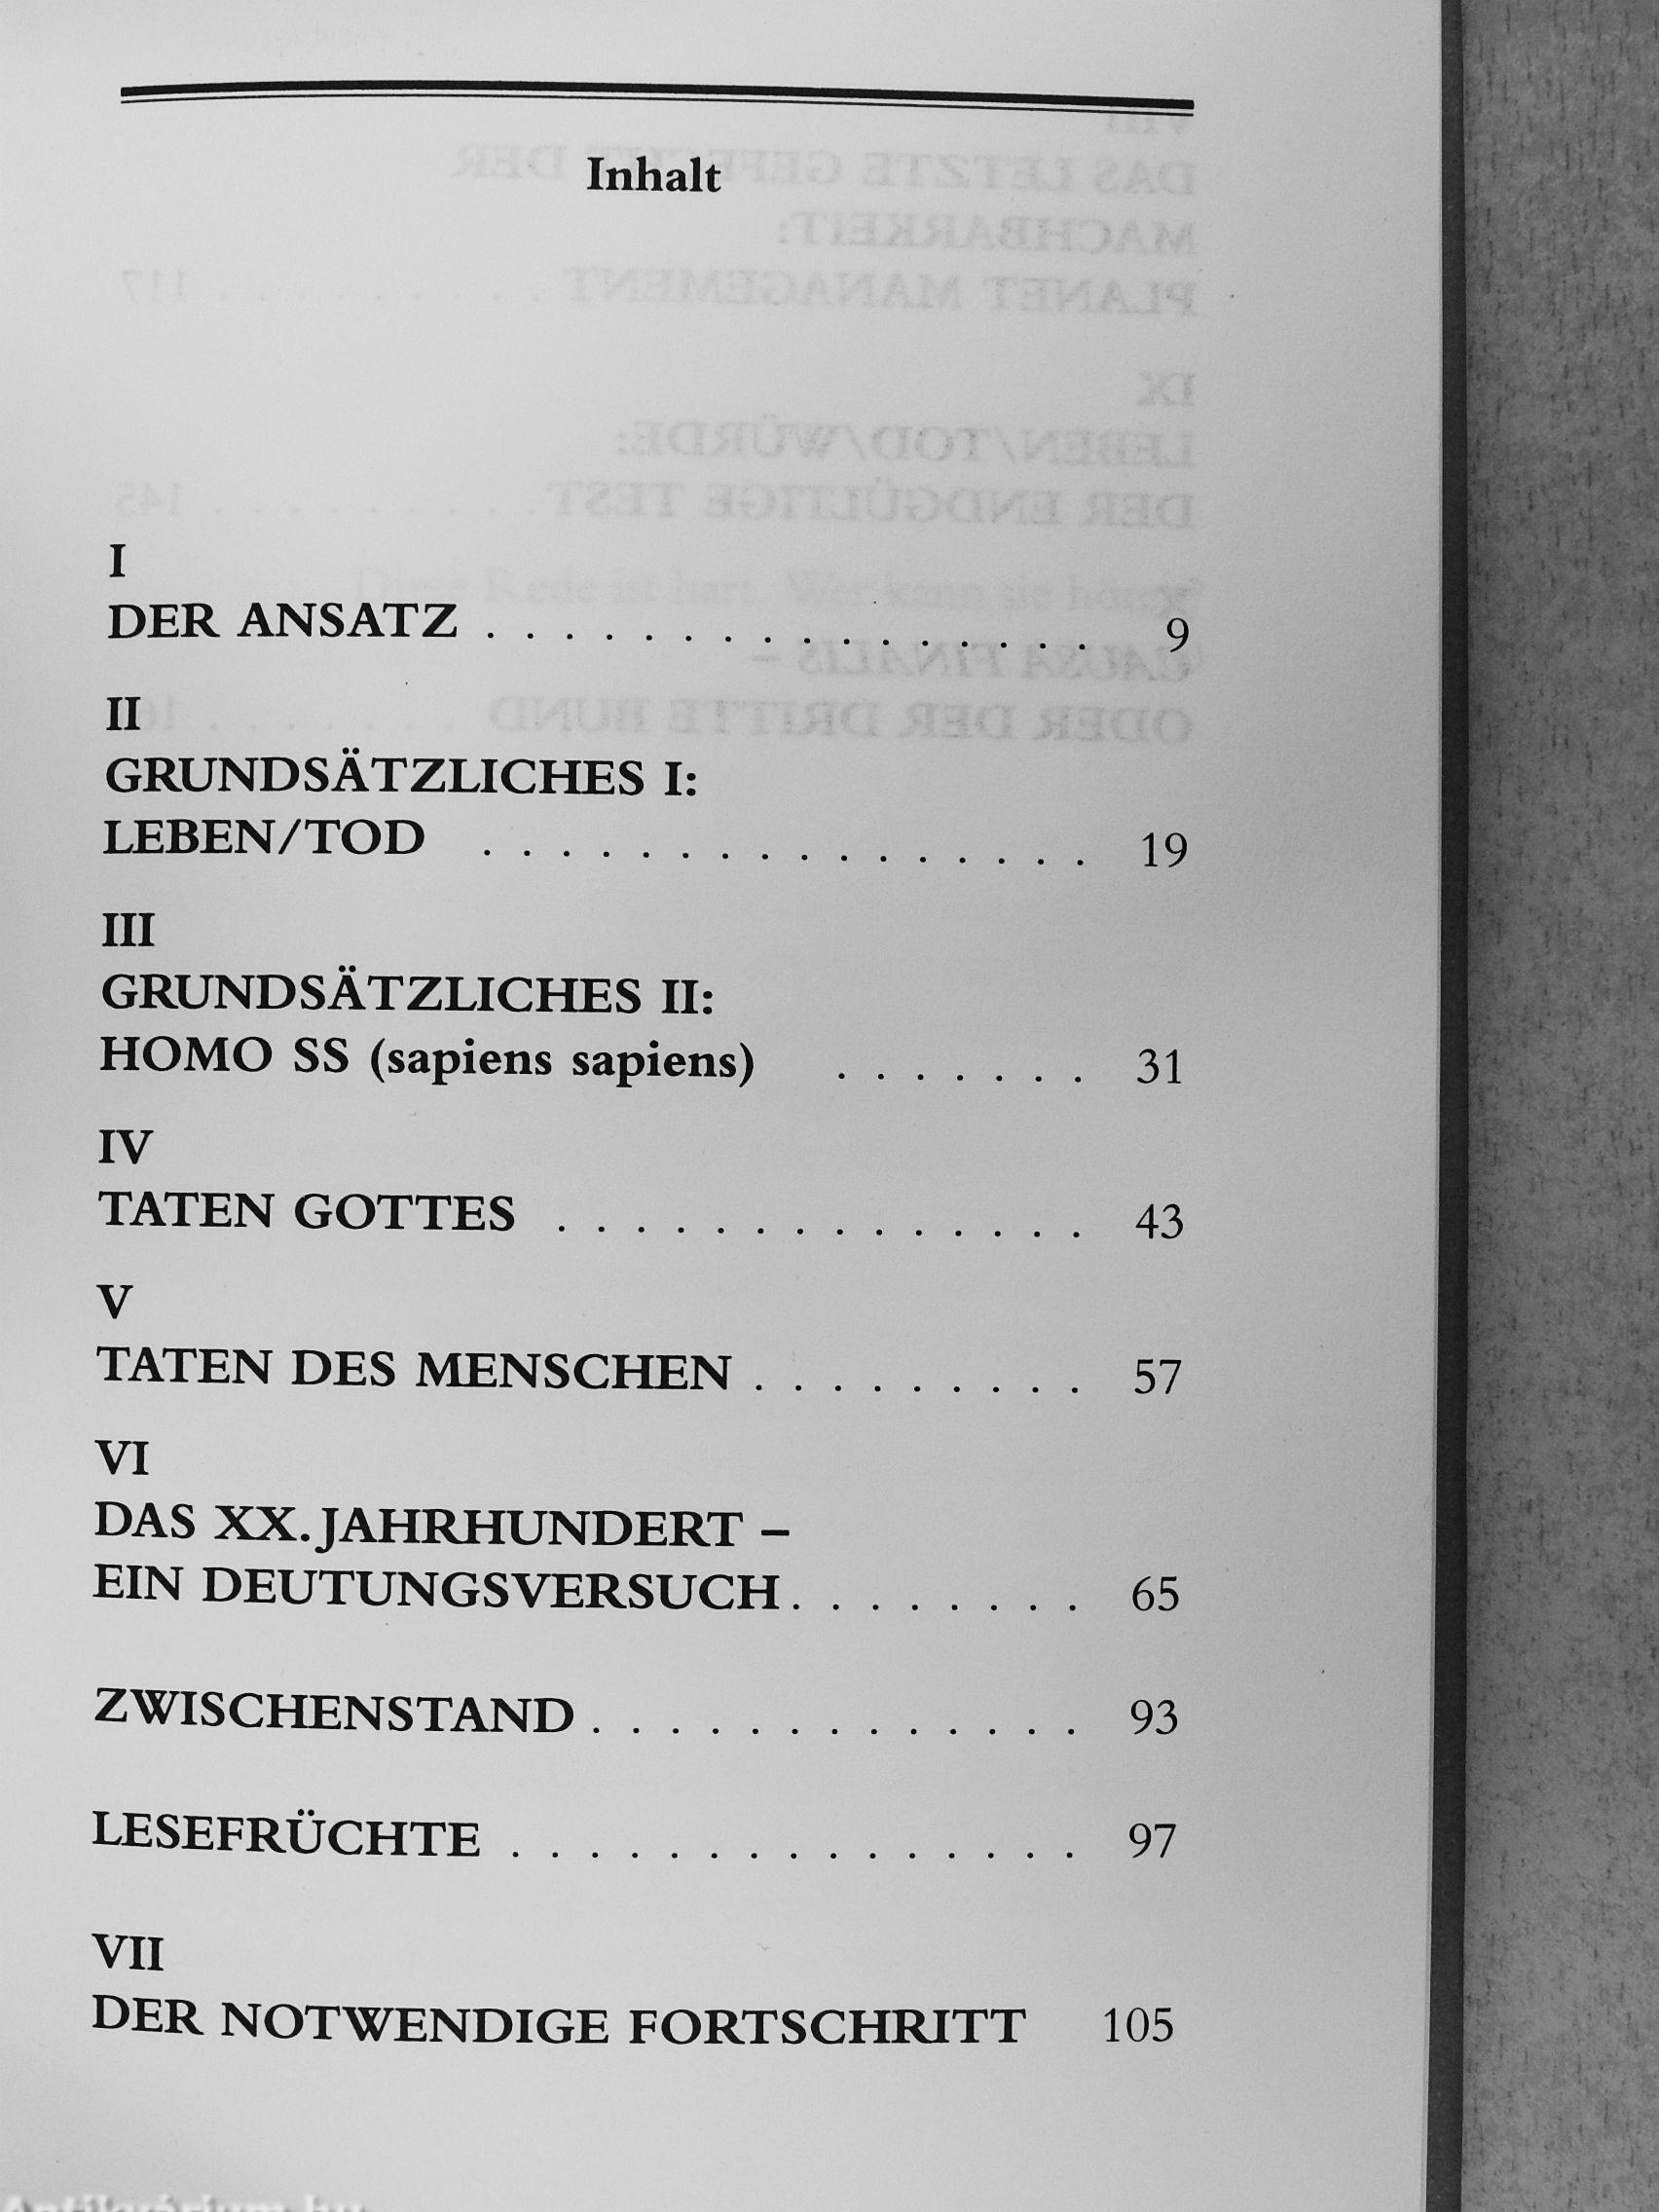 Inhalt
I
DER ANSATZ . . . . . . . . . . . . . . . . 9
II
GRUNDSÄTZLICHES I:
LEBEN/TOD . . . . . . . . . . . . . . . . 19
III
GRUNDSÄTZLICHES II:
HOMO SS (sapiens sapiens) . . . . . . . 31
IV
TATEN GOTTES . . . . . . . . . . . . . . 43
V
TATEN DES MENSCHEN . . . . . . . . . 57
VI
DAS XX. JAHRHUNDERT –
EIN DEUTUNGSVERSUCH . . . . . . . . 65
ZWISCHENSTAND . . . . . . . . . . . . . 93
LESEFRÜCHTE . . . . . . . . . . . . . . . 97
VII
DER NOTWENDIGE FORTSCHRITT 105
Antikvárium.hu